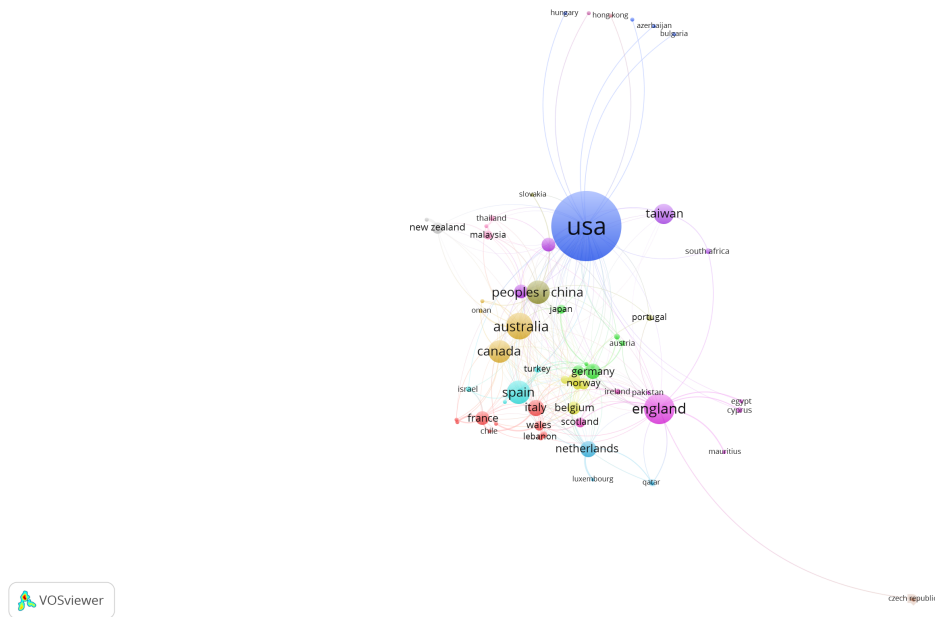 hungary
hongkong
azerbaijan
bulgaria
slovakia
usa
taiwan
thailand
new zealand
malaysia
south africa
peoples r china
oman
japan
portugal
australia
austria
canada
turkey
germany
norway
israel
spain
ireland
pakistan
egypt
cyprus
italy
belgium
england
france
wales
scotland
chile
lebanon
netherlands
mauritius
luxembourg
qatar
czech republic
VOSviewer